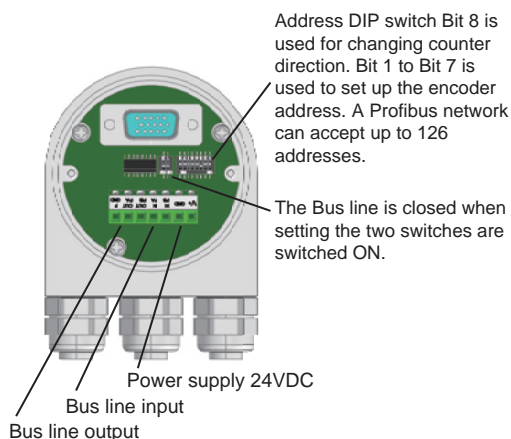 Address DIP switch Bit 8 is
used for changing counter
direction. Bit 1 to Bit 7 is
used to set up the encoder
address. A Profibus network
can accept up to 126
addresses.
The Bus line is closed when
setting the two switches are
switched ON.
Power supply 24VDC
Bus line input
Bus line output